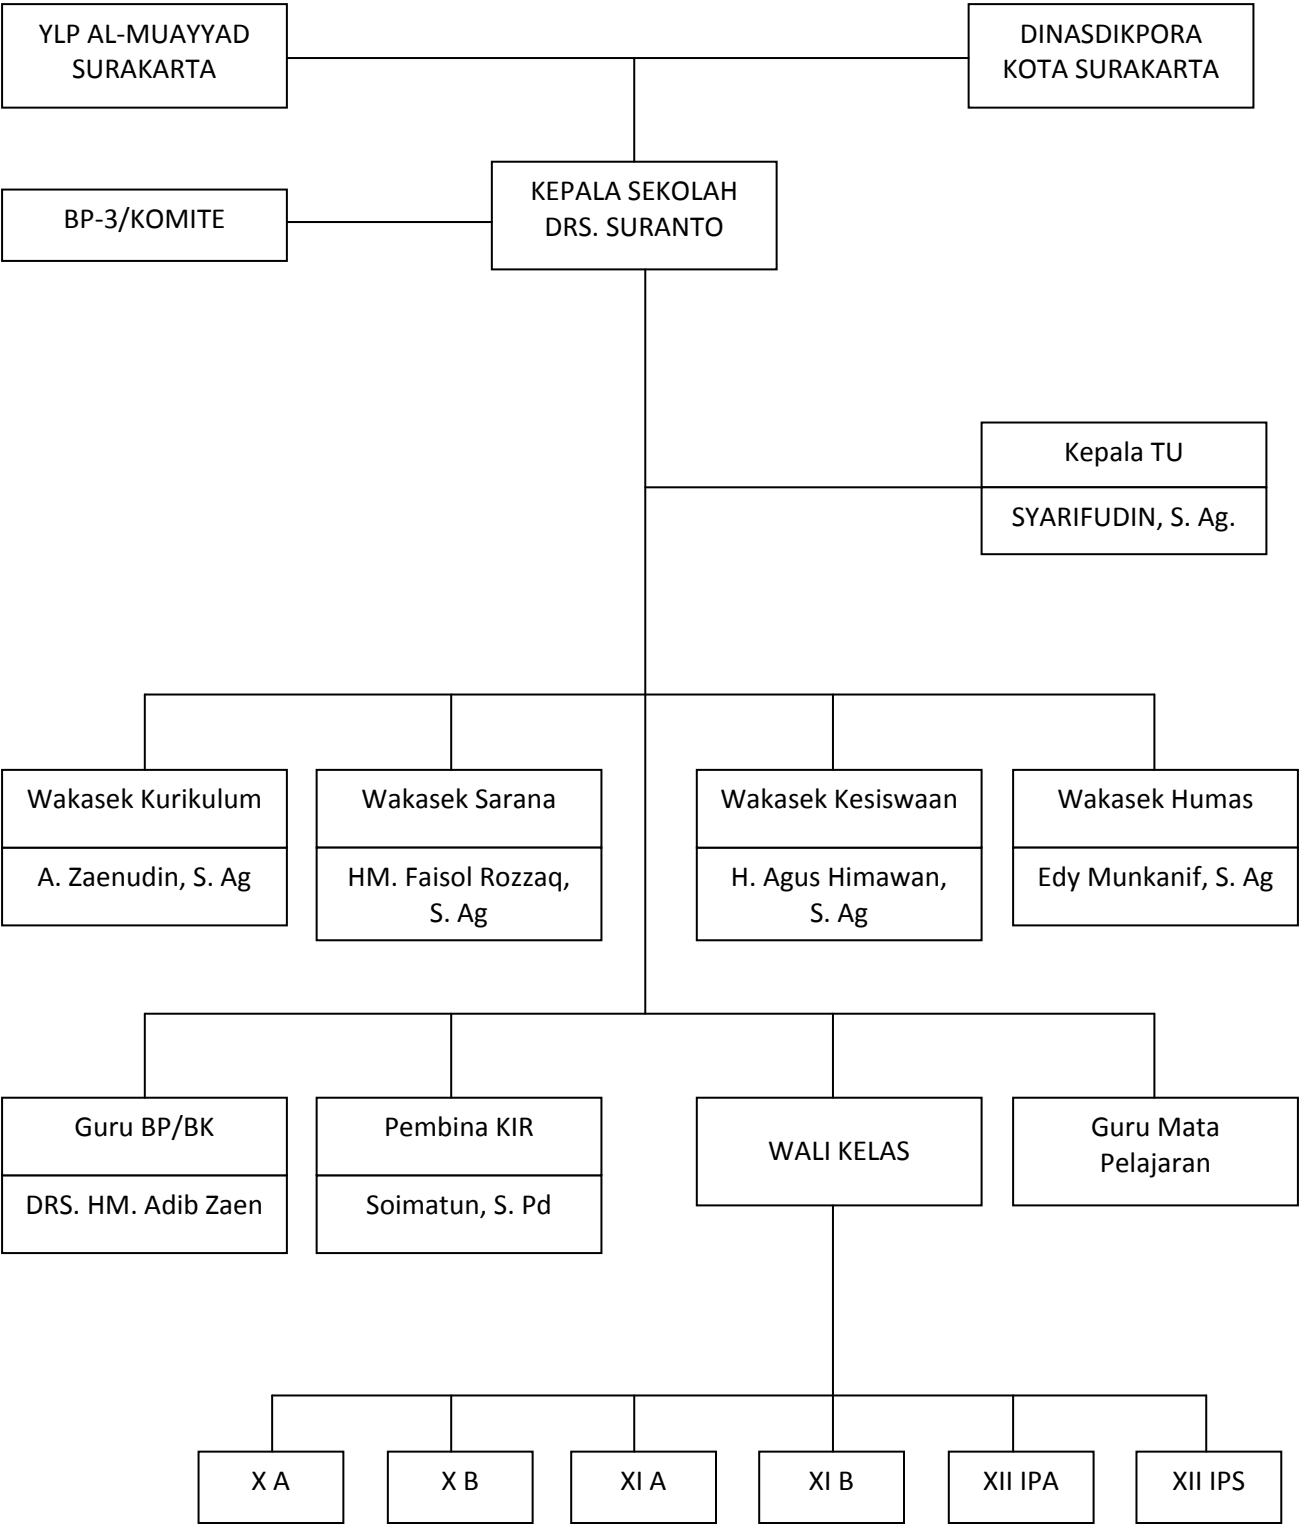 YLP AL-MUAYYAD
SURAKARTA
DINASDIKPORA
KOTA SURAKARTA
KEPALA SEKOLAH
DRS. SURANTO
BP-3/KOMITE
Kepala TU
SYARIFUDIN, S. Ag.
Wakasek Kurikulum
A. Zaenudin, S. Ag
Wakasek Sarana
HM. Faisol Rozzaq,
S. Ag
Wakasek Kesiswaan
H. Agus Himawan,
S. Ag
Wakasek Humas
Edy Munkanif, S. Ag
Guru BP/BK
DRS. HM. Adib Zaen
Pembina KIR
Soimatun, S. Pd
WALI KELAS
Guru Mata
Pelajaran
X A
X B
XI A
XI B
XII IPA
XII IPS